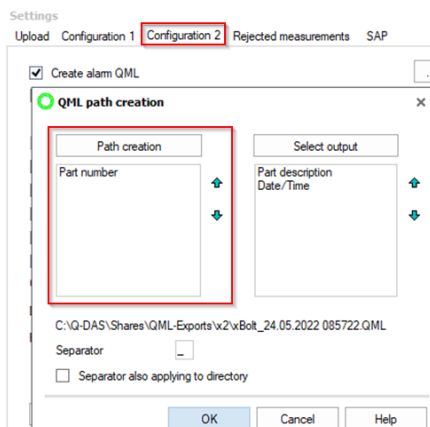 Settings
Upload Configuration 1 Configuration 2 Rejected measurements SAP
Create alarm QML
QML path creation
Path creation
Select output
Part number
Part description
Date/Time
C:\Q-DAS\Shares\QML-Exports\x2\xBolt_24.05.2022 085722.QML
Separator _
Separator also applying to directory
OK Cancel Help